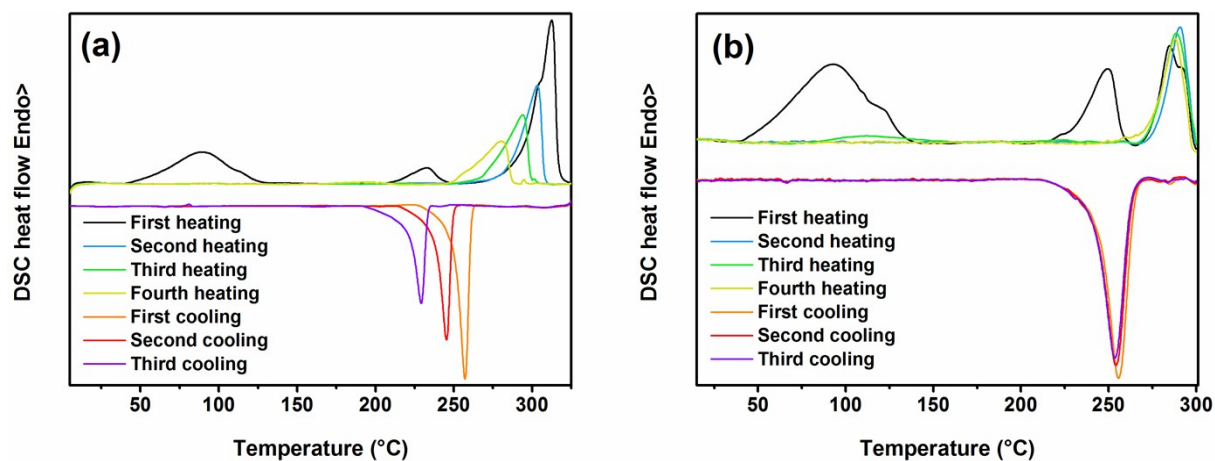 (a)
DSC heat flow Endo>
First heating
Second heating
Third heating
Fourth heating
First cooling
Second cooling
Third cooling
50 100 150 200 250 300
Temperature (°C)
(b)
DSC heat flow Endo>
First heating
Second heating
Third heating
Fourth heating
First cooling
Second cooling
Third cooling
50 100 150 200 250 300
Temperature (°C)